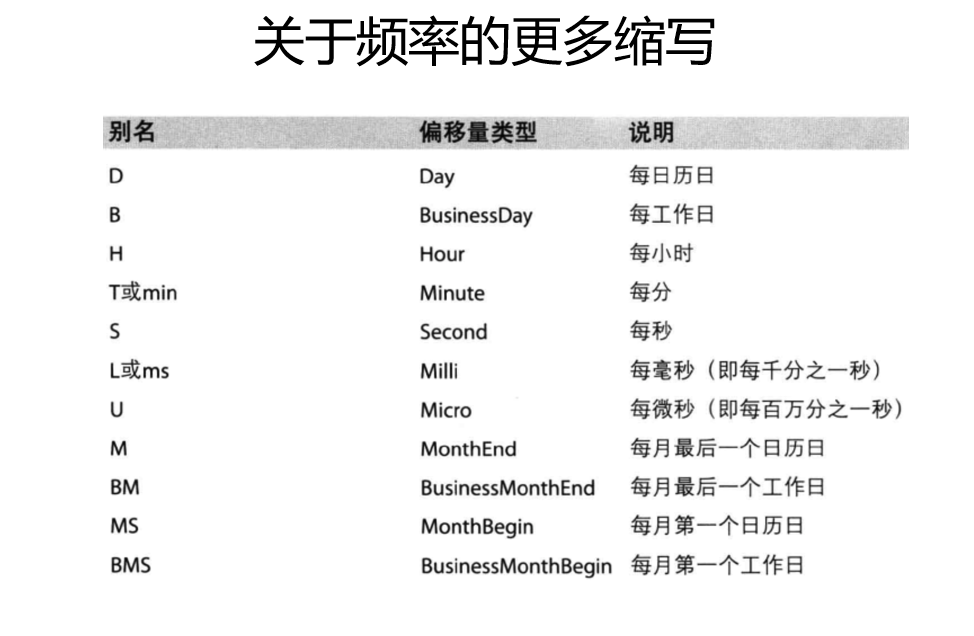 关于频率的更多缩写
别名 偏移量类型 说明
D Day 每日历日
B BusinessDay 每工作日
H Hour 每小时
T或min Minute 每分
S Second 每秒
L或ms Milli 每毫秒（即每千分之一秒）
U Micro 每微秒（即每百万分之一秒）
M MonthEnd 每月最后一个日历日
BM BusinessMonthEnd 每月最后一个工作日
MS MonthBegin 每月第一个日历日
BMS BusinessMonthBegin 每月第一个工作日